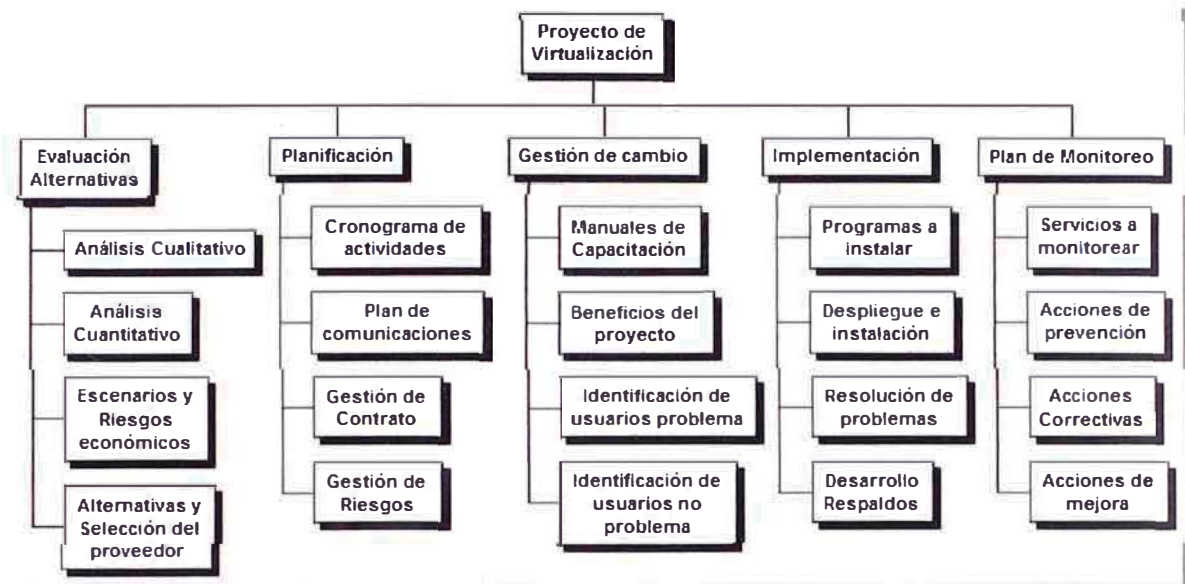 Proyecto de
Virtualización
Evaluación
Alternativas
Planificación
Gestión de cambio
Implementación
Plan de Monitoreo
Análisis Cualitativo
Análisis
Cuantitativo
Escenarios y
Riesgos
económicos
Alternativas y
Selección del
proveedor
Cronograma de
actividades
Plan de
comunicaciones
Gestión de
Contrato
Gestión de
Riesgos
Manuales de
Capacitación
Beneficios del
proyecto
Identificación de
usuarios problema
Identificación de
usuarios no
problema
Programas a
instalar
Despliegue e
instalación
Resolución de
problemas
Desarrollo
Respaldos
Servicios a
monitorear
Acciones de
prevención
Acciones
Correctivas
Acciones de
mejora